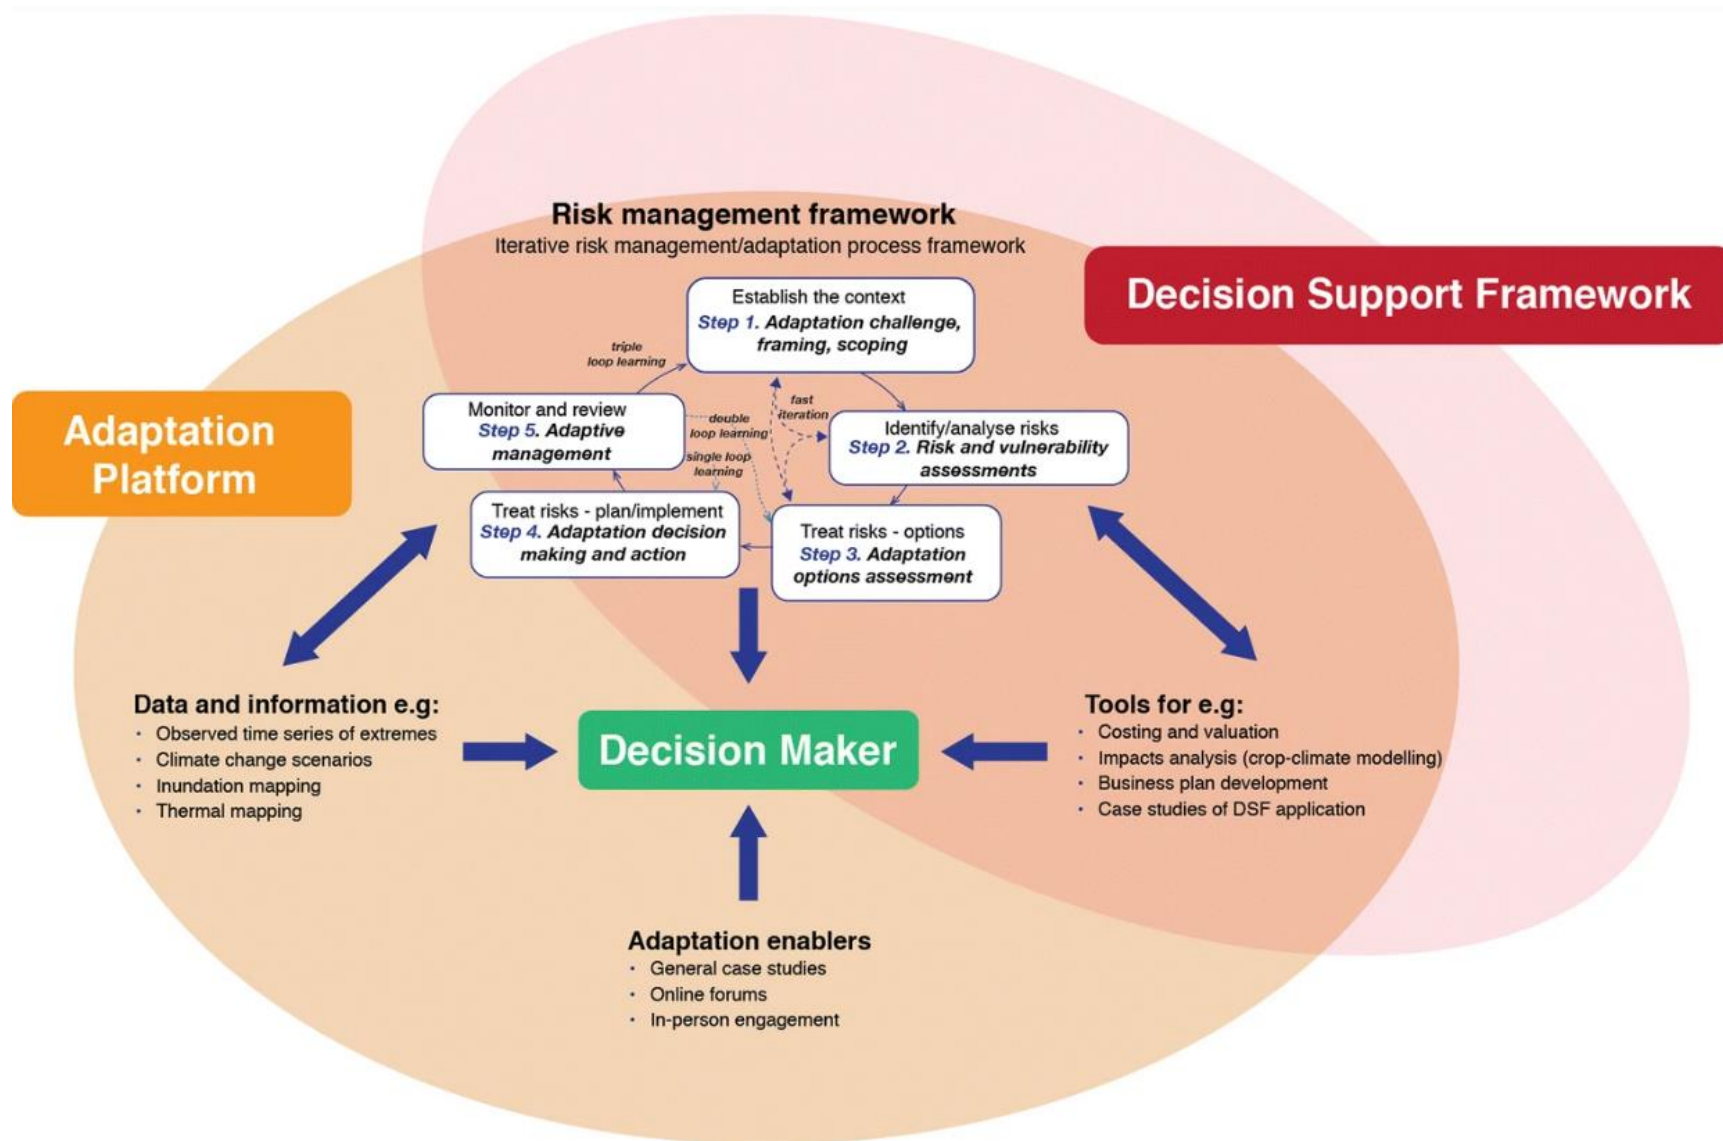 Risk management framework
Iterative risk management/adaptation process framework
Decision Support Framework
Establish the context
Step 1. Adaptation challenge,
framing, scoping
triple
loop learning
Adaptation
Platform
Monitor and review
Step 5. Adaptive
management
double
loop learning
fast
iteration
Identify/analyse risks
Step 2. Risk and vulnerability
assessments
single loop
learning
Treat risks - plan/implement
Step 4. Adaptation decision
making and action
Treat risks - options
Step 3. Adaptation
options assessment
Data and information e.g:
• Observed time series of extremes
• Climate change scenarios
• Inundation mapping
• Thermal mapping
Decision Maker
Tools for e.g:
• Costing and valuation
• Impacts analysis (crop-climate modelling)
• Business plan development
• Case studies of DSF application
Adaptation enablers
• General case studies
• Online forums
• In-person engagement